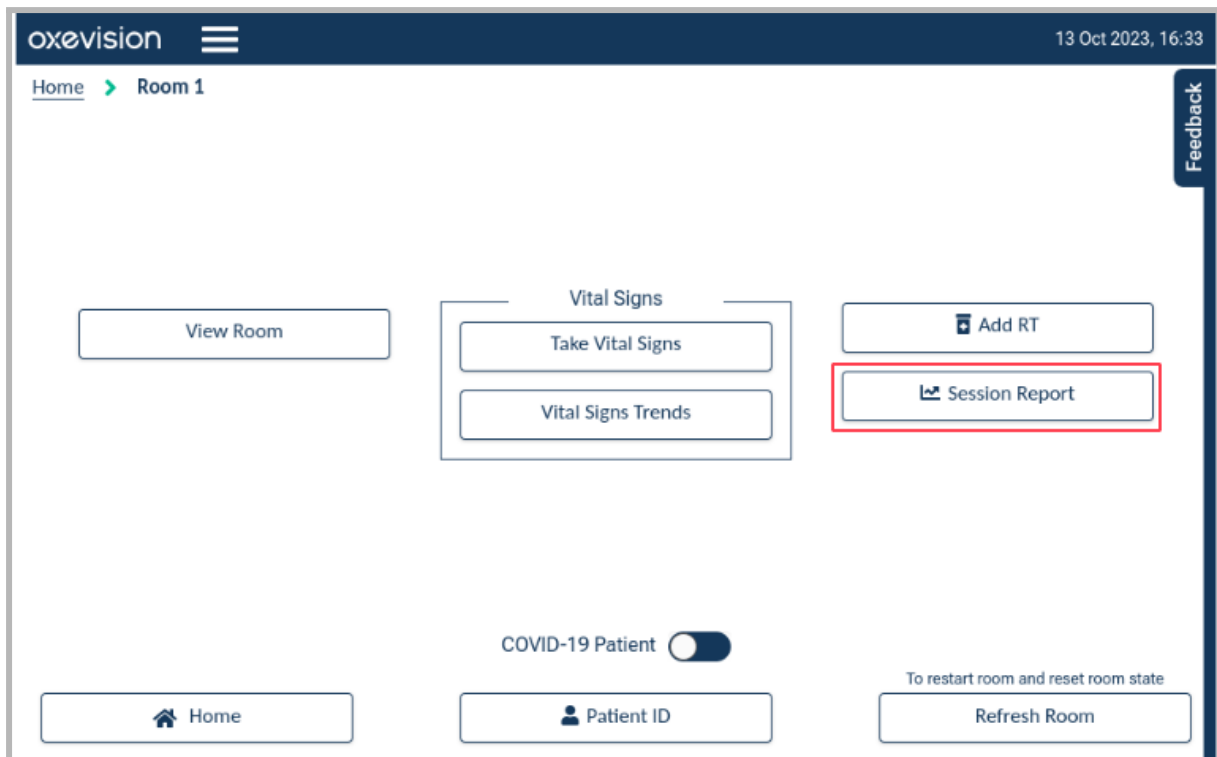 oxevision
13 Oct 2023, 16:33
Home Room 1
Feedback
Vital Signs
View Room
Take Vital Signs
Vital Signs Trends
Add RT
Session Report
COVID-19 Patient
To restart room and reset room state
Home
Patient ID
Refresh Room